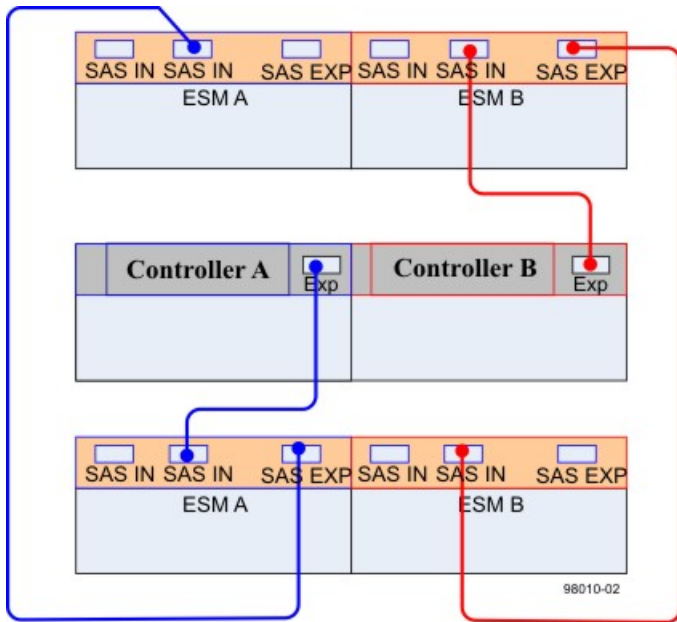 SAS IN SAS IN SAS EXP SAS IN SAS IN SAS EXP
ESM A ESM B
Controller A Exp Controller B Exp
SAS IN SAS IN SAS EXP SAS IN SAS IN SAS EXP
ESM A ESM B
98010-02